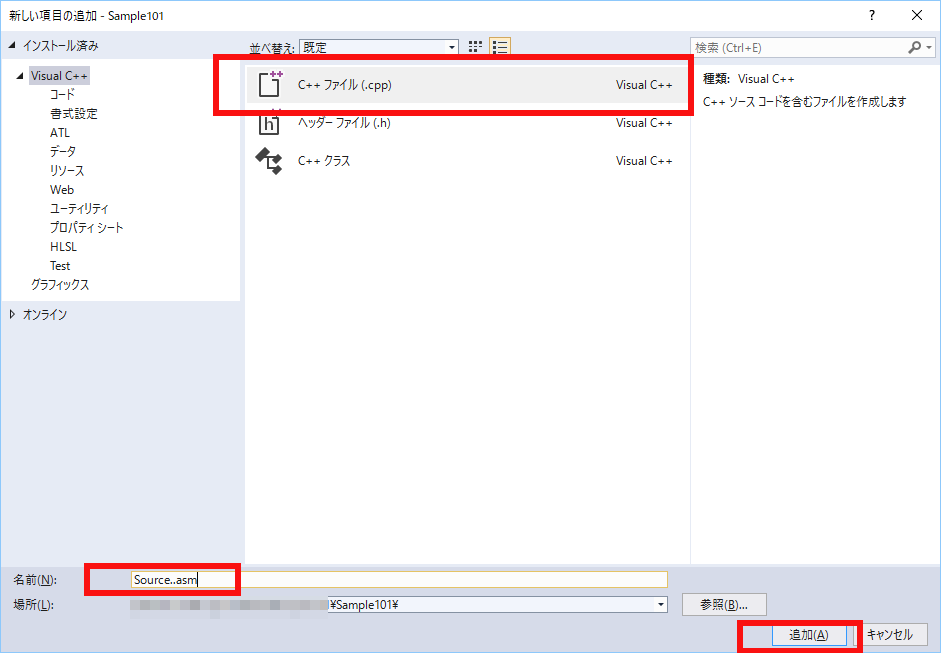 新しい項目の追加 - Sample101 ?
インストール済み
並べ替え: 既定
検索 (Ctrl+E)
Visual C++
コード
書式設定
ATL
データ
リソース
Web
ユーティリティ
プロパティ シート
HLSL
Test
グラフィックス
オンライン
C++ ファイル (.cpp) Visual C++
ヘッダー ファイル (.h) Visual C++
C++ クラス Visual C++
種類: Visual C++
C++ ソース コードを含むファイルを作成します
名前(N): Source..asm
場所(L): ¥Sample101¥ 参照(B)...
追加(A) キャンセル